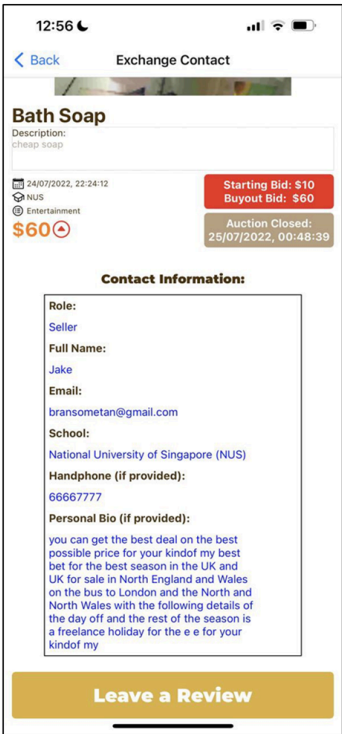 12:56
Back
Exchange Contact
Bath Soap
Description:
cheap soap
24/07/2022, 22:24:12
NUS
Entertainment
$60
Starting Bid: $10
Buyout Bid: $60
Auction Closed:
25/07/2022, 00:48:39
Contact Information:
Role:
Seller
Full Name:
Jake
Email:
bransometan@gmail.com
School:
National University of Singapore (NUS)
Handphone (if provided):
66667777
Personal Bio (if provided):
you can get the best deal on the best
possible price for your kindof my best
bet for the best season in the UK and
UK for sale in North England and Wales
on the bus to London and the North and
North Wales with the following details of
the day off and the rest of the season is
a freelance holiday for the e e for your
kindof my
Leave a Review